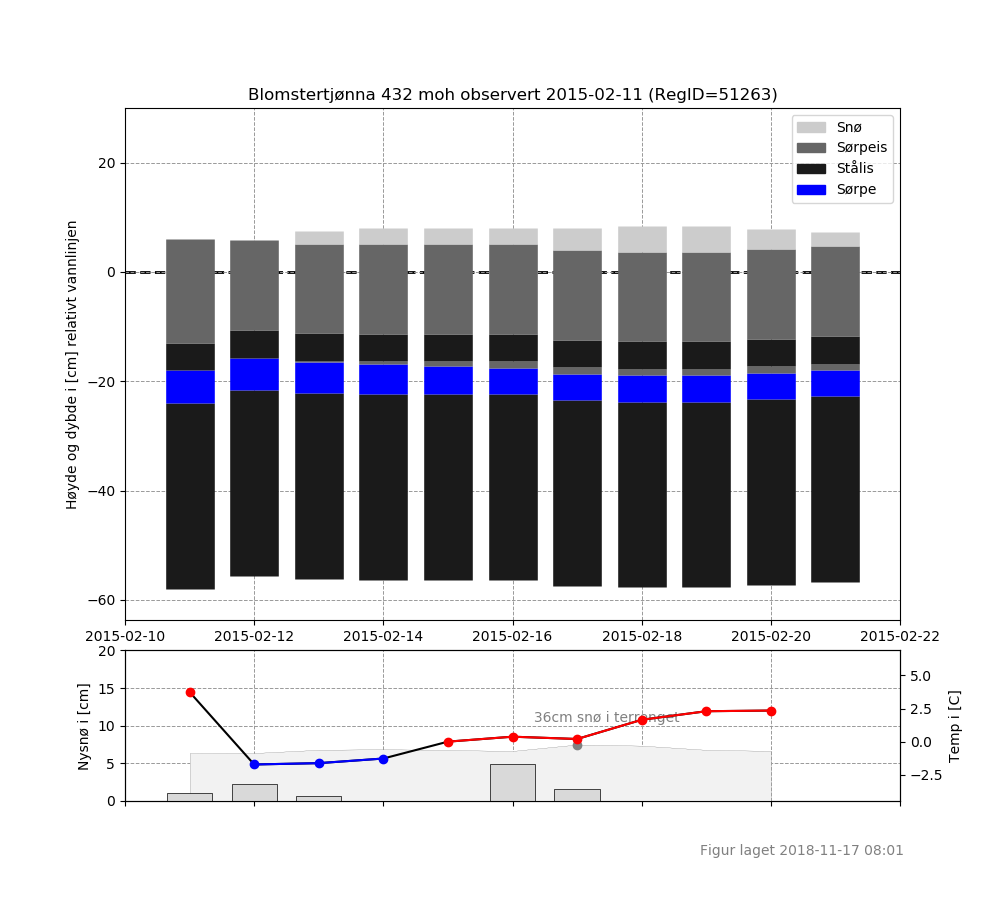 Blomstertjønna 432 moh observert 2015-02-11 (RegID=51263)
Snø
Sørpeis
Stålis
Sørpe
Høyde og dybde i [cm] relativt vannlinjen
20
0
−20
−40
−60
2015-02-10 2015-02-12 2015-02-14 2015-02-16 2015-02-18 2015-02-20 2015-02-22
Nysnø i [cm]
20
15
10
5
0
36cm snø i terrenget
5.0
2.5
0.0
−2.5
Temp i [C]
Figur laget 2018-11-17 08:01